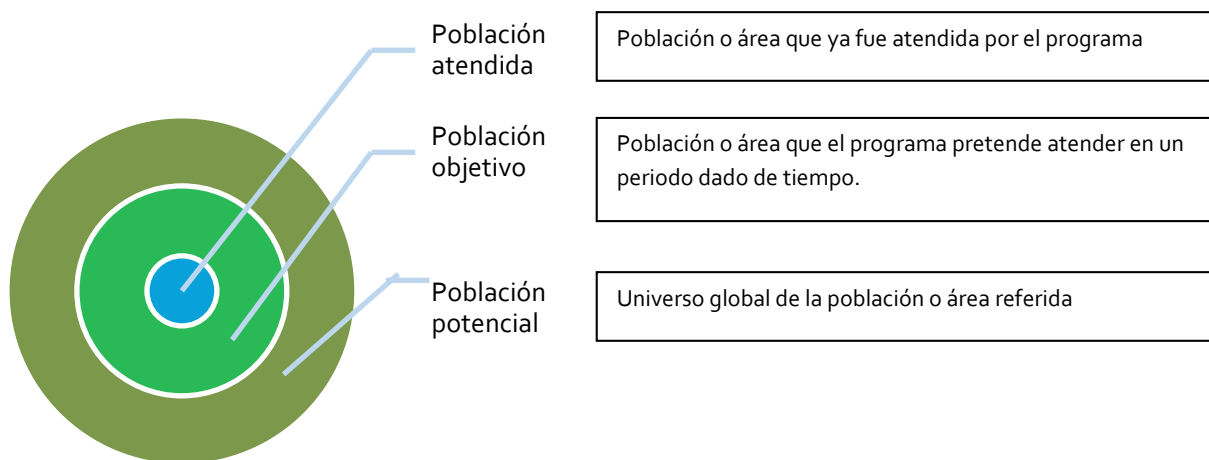 Población
atendida
Población o área que ya fue atendida por el programa
Población
objetivo
Población o área que el programa pretende atender en un
periodo dado de tiempo.
Población
potencial
Universo global de la población o área referida